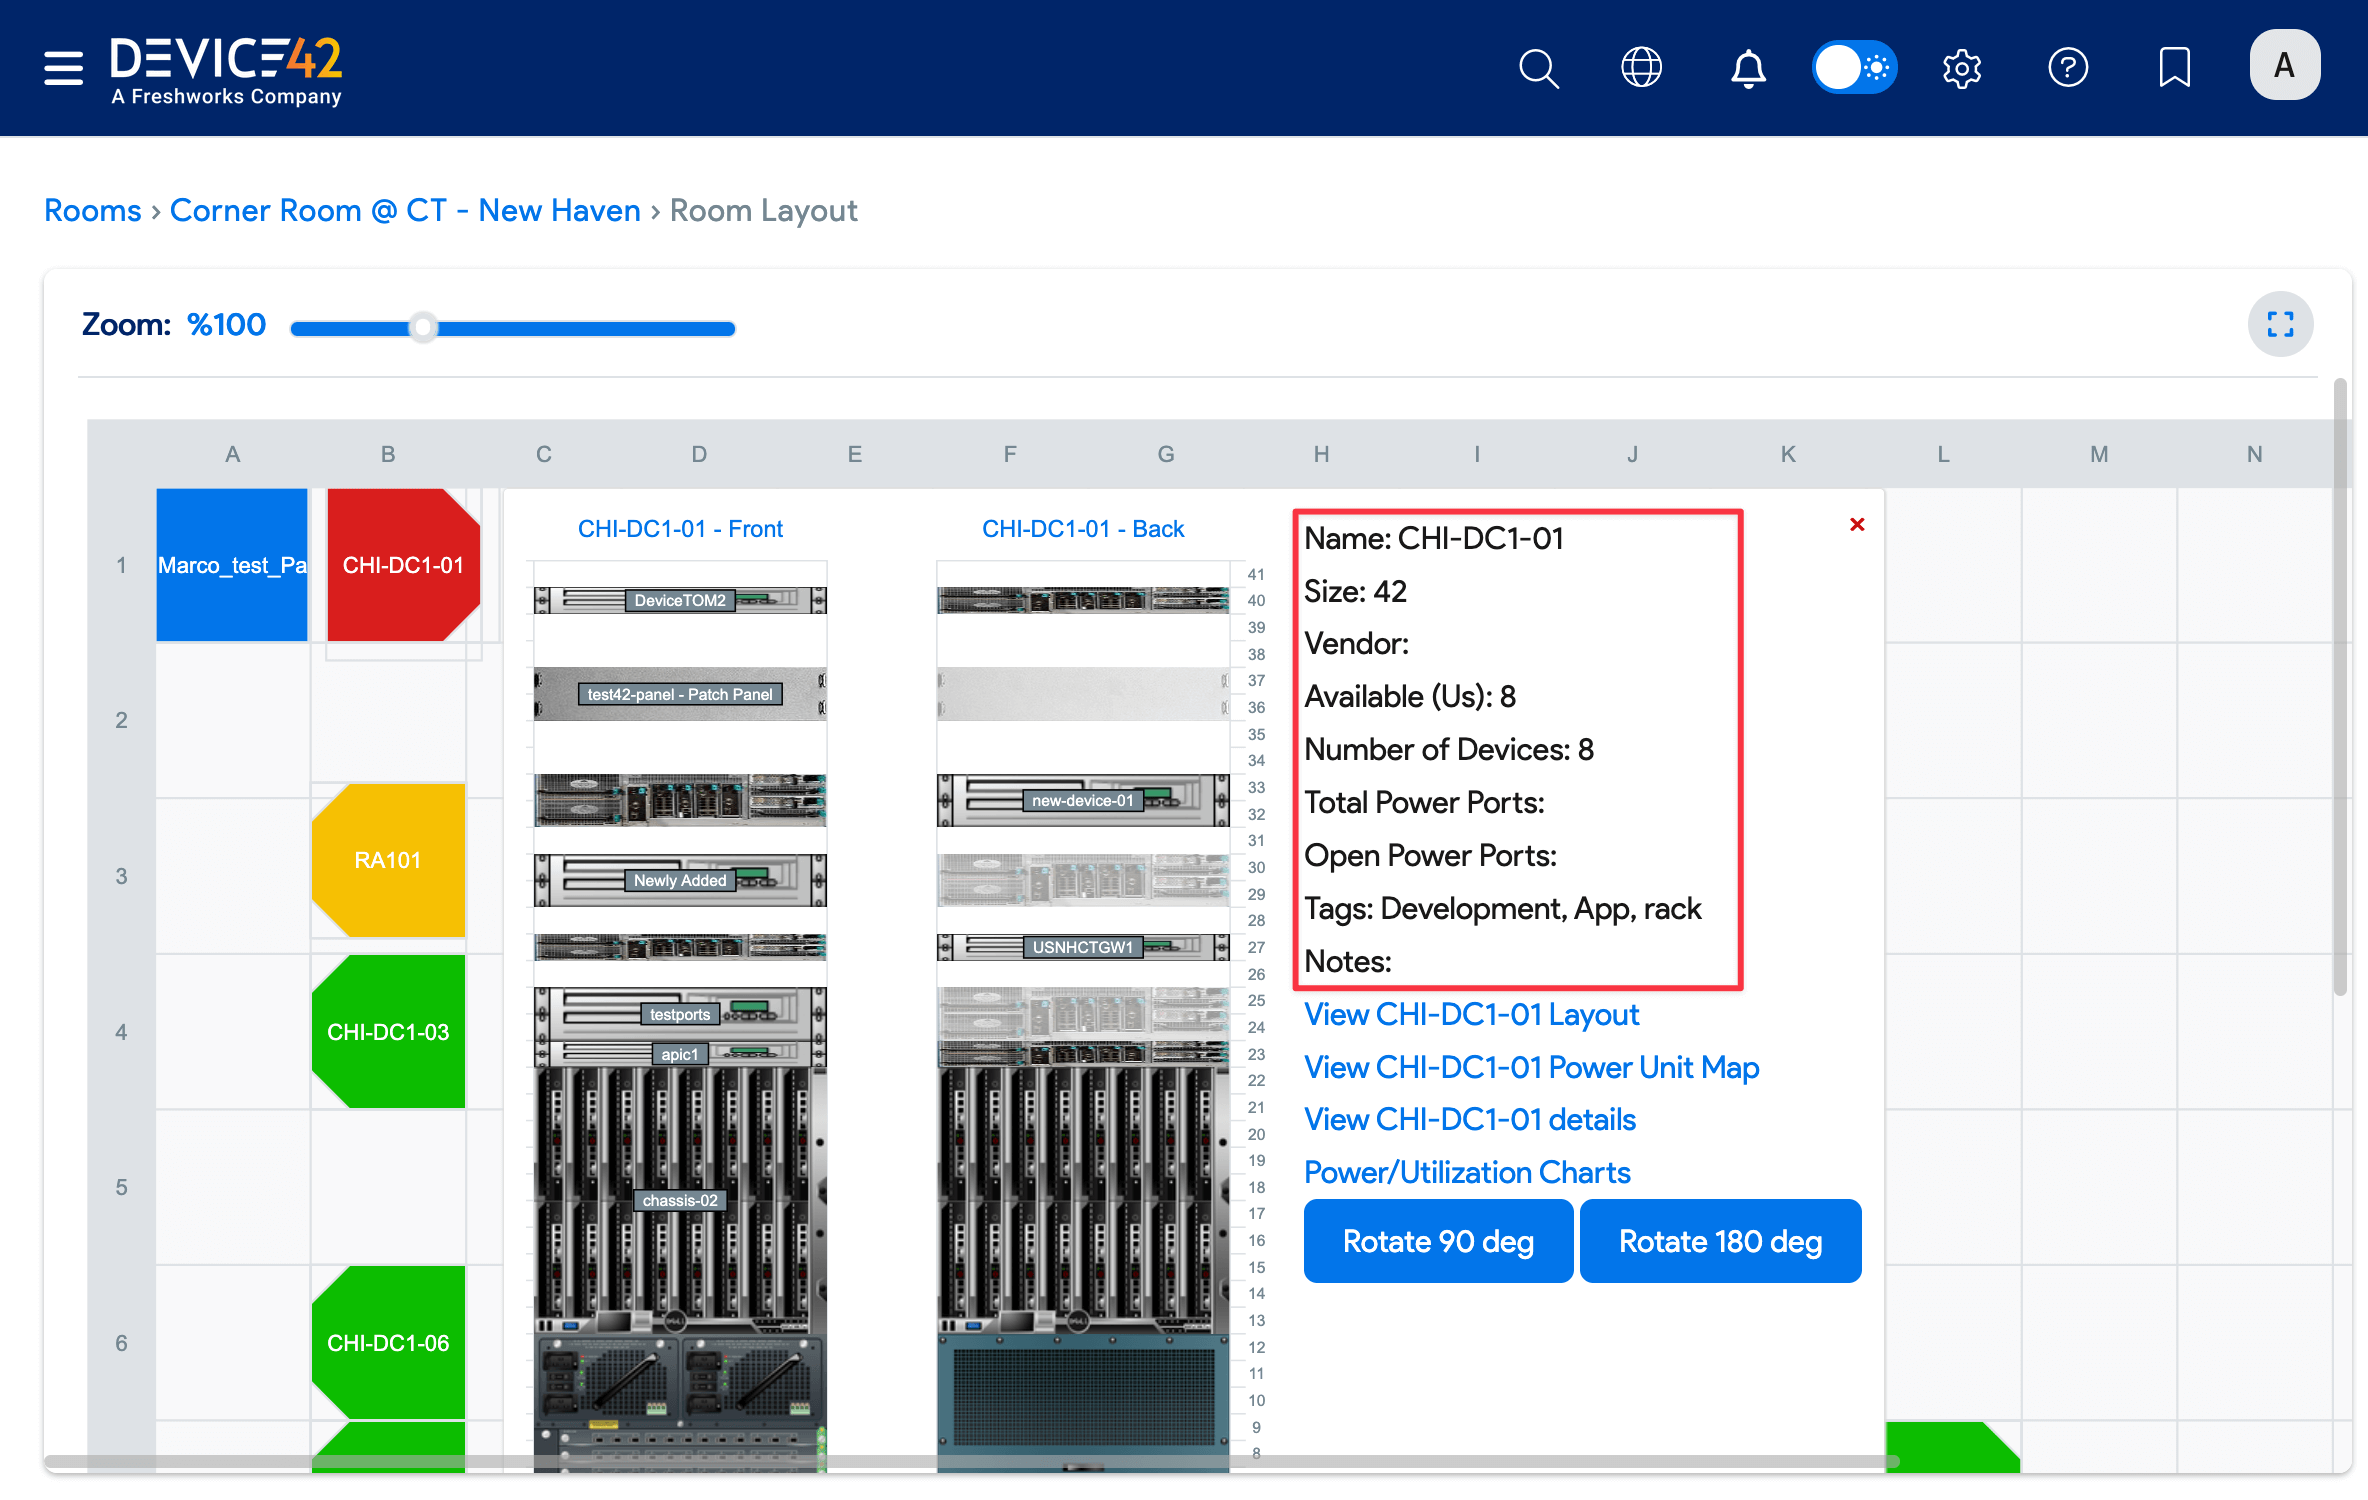 DEVICE42
A Freshworks Company
A
Rooms › Corner Room @ CT - New Haven › Room Layout
Zoom: %100
A B C D E F G H I J K L M N
1
2
3
4
5
6
Marco_test_Pa
CHI-DC1-01
RA101
CHI-DC1-03
CHI-DC1-06
CHI-DC1-01 - Front
DeviceTOM2
test42-panel - Patch Panel
Newly Added
testports
apic1
chassis-02
CHI-DC1-01 - Back
new-device-01
USNHCTGW1
41
40
39
38
37
36
35
34
33
32
31
30
29
28
27
26
25
24
23
22
21
20
19
18
17
16
15
14
13
12
11
10
9
8
Name: CHI-DC1-01
Size: 42
Vendor:
Available (Us): 8
Number of Devices: 8
Total Power Ports:
Open Power Ports:
Tags: Development, App, rack
Notes:
View CHI-DC1-01 Layout
View CHI-DC1-01 Power Unit Map
View CHI-DC1-01 details
Power/Utilization Charts
Rotate 90 deg
Rotate 180 deg